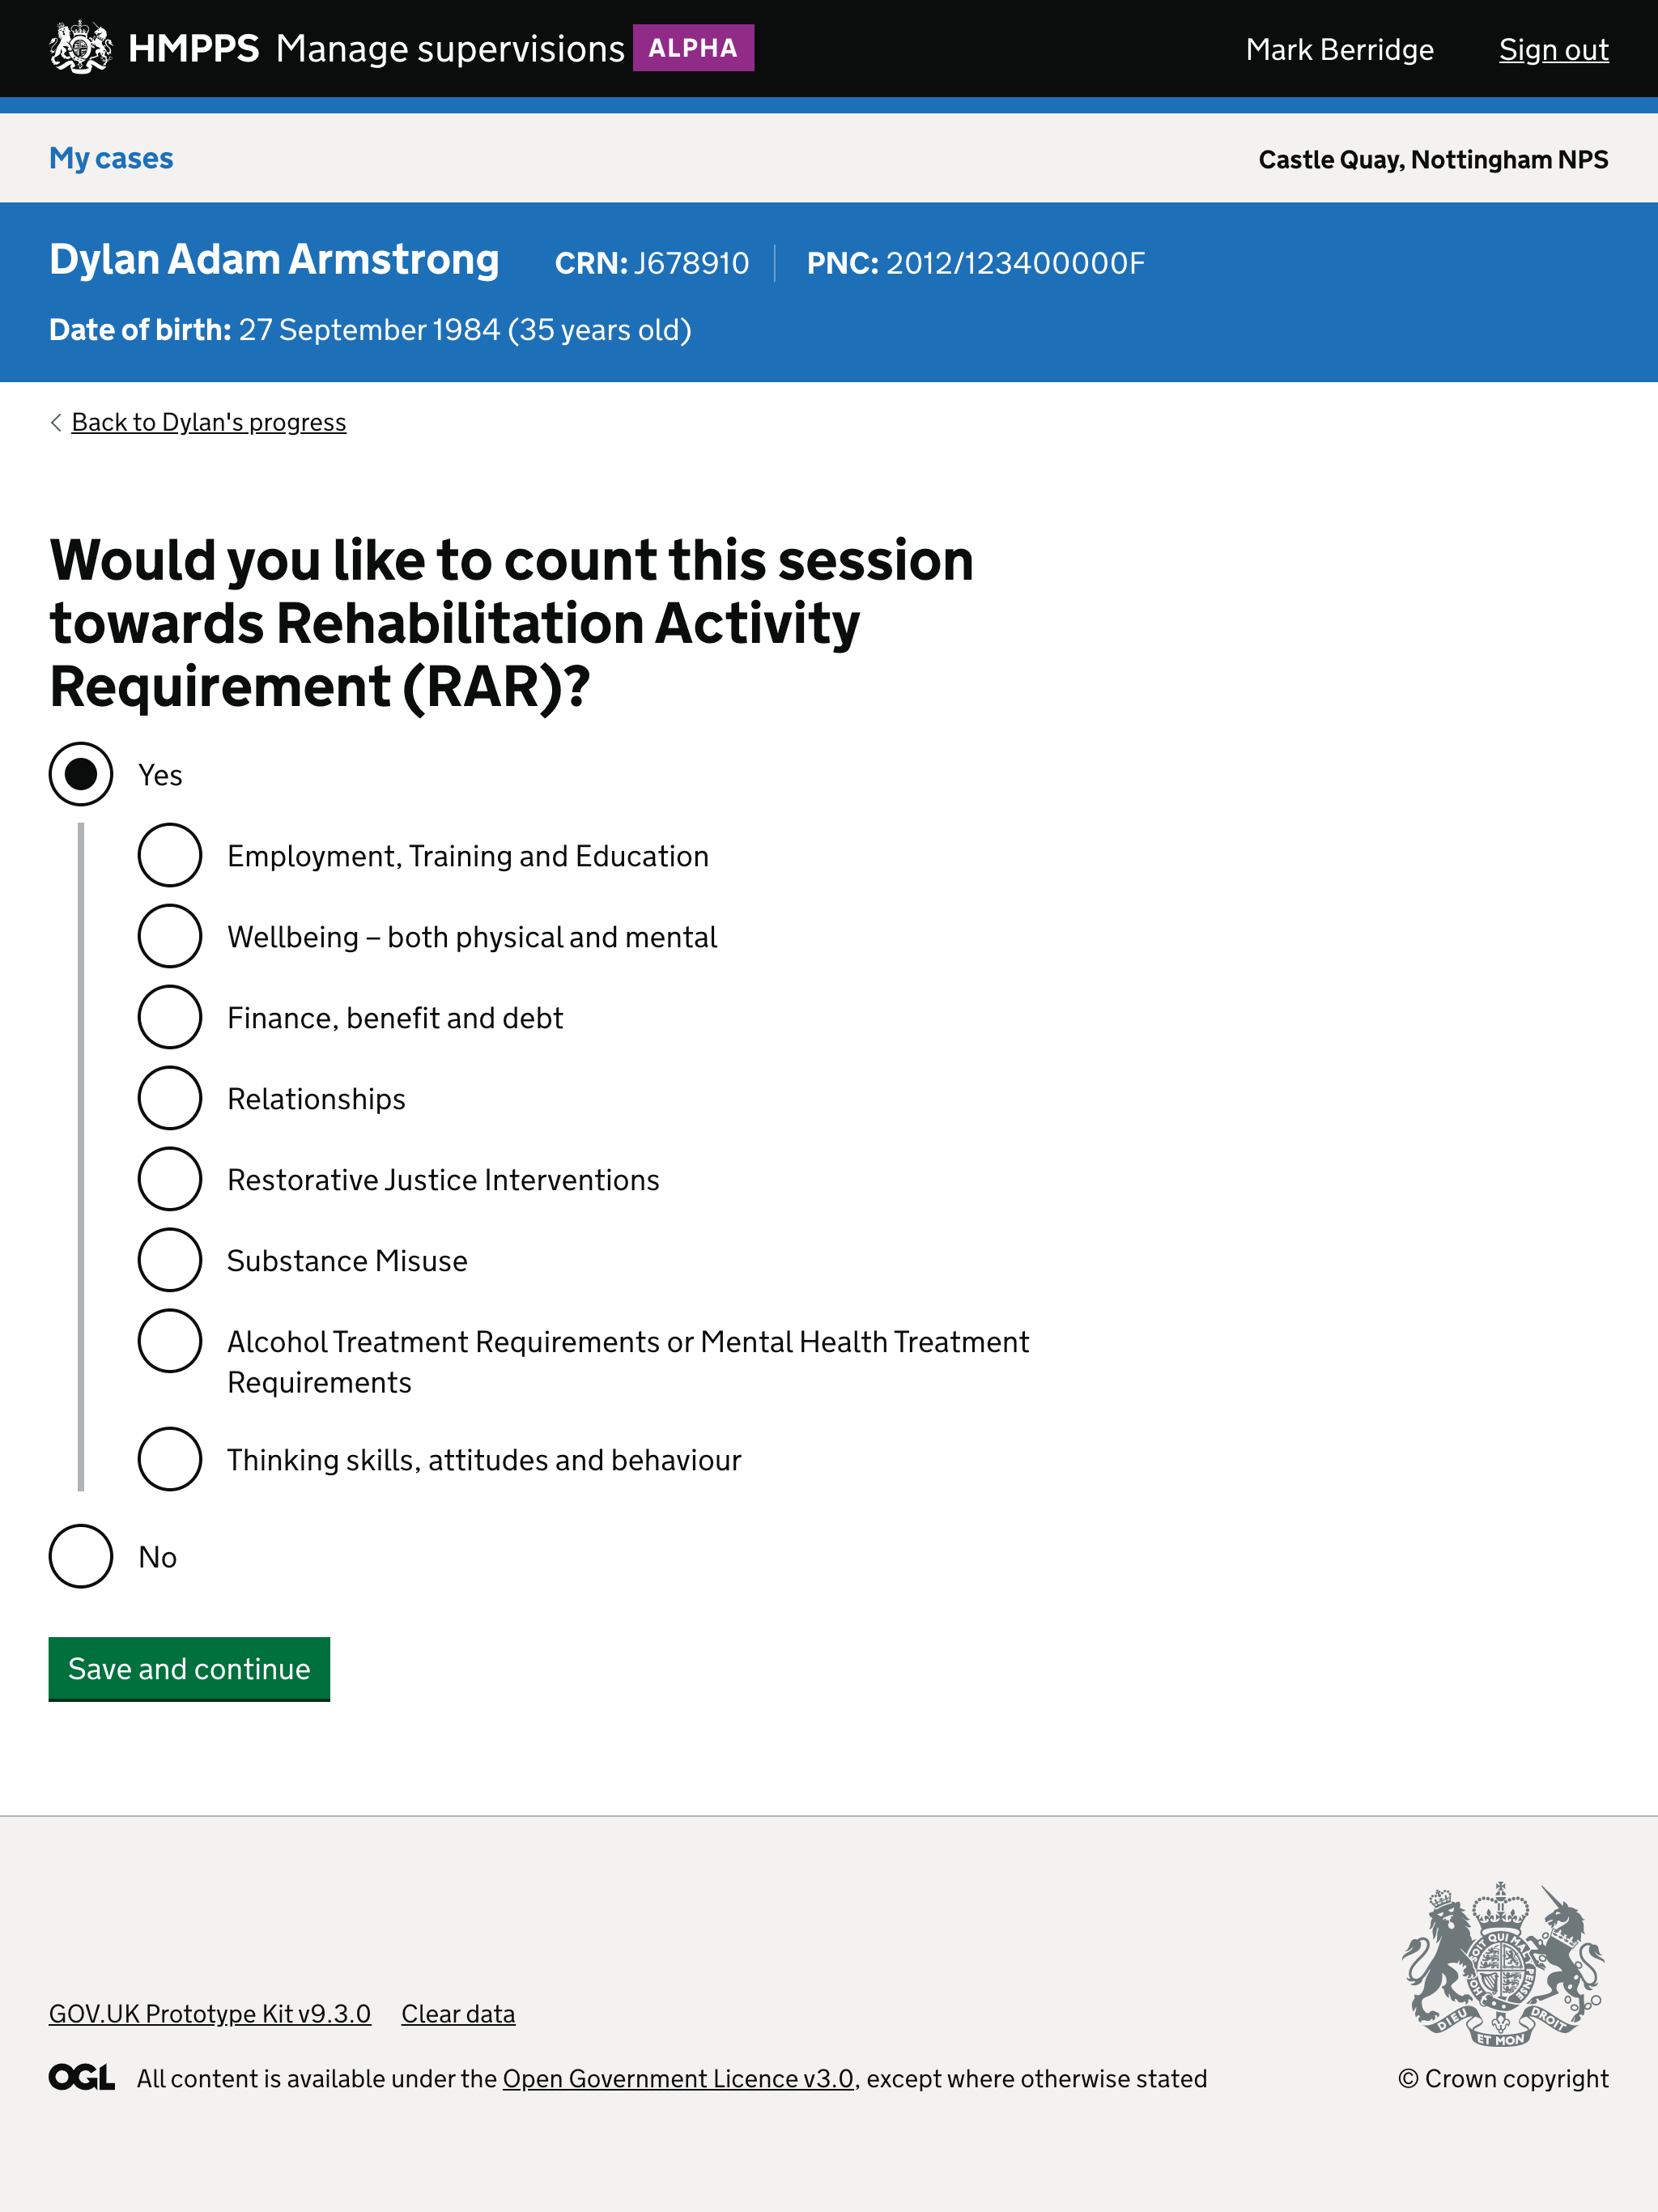 HMPPS Manage supervisions ALPHA Mark Berridge Sign out
My cases Castle Quay, Nottingham NPS
Dylan Adam Armstrong CRN: J678910 PNC: 2012/123400000F
Date of birth: 27 September 1984 (35 years old)
Back to Dylan's progress
Would you like to count this session
towards Rehabilitation Activity
Requirement (RAR)?
Yes
Employment, Training and Education
Wellbeing – both physical and mental
Finance, benefit and debt
Relationships
Restorative Justice Interventions
Substance Misuse
Alcohol Treatment Requirements or Mental Health Treatment
Requirements
Thinking skills, attitudes and behaviour
No
Save and continue
GOV.UK Prototype Kit v9.3.0 Clear data
OGL All content is available under the Open Government Licence v3.0, except where otherwise stated
DIEU ET MON DROIT
© Crown copyright